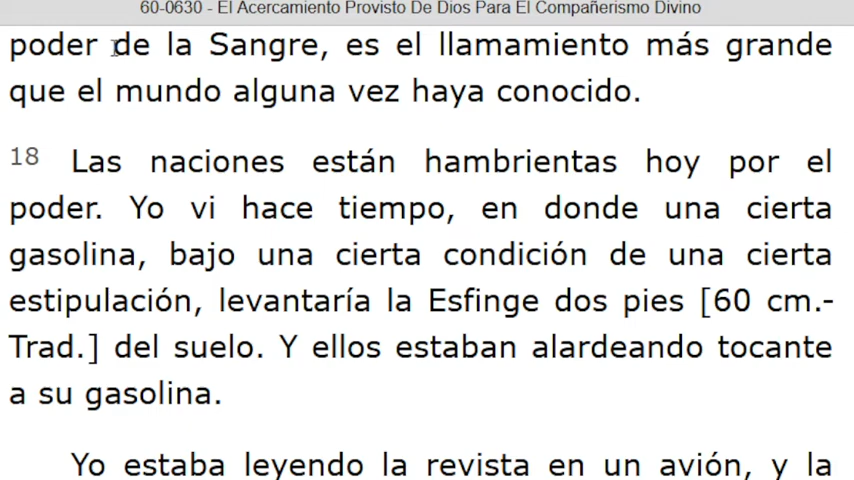 60-0630 - El Acercamiento Provisto De Dios Para El Compañerismo Divino
poder de la Sangre, es el llamamiento más grande
que el mundo alguna vez haya conocido.
18 Las naciones están hambrientas hoy por el
poder. Yo vi hace tiempo, en donde una cierta
gasolina, bajo una cierta condición de una cierta
estipulación, levantaría la Esfinge dos pies [60 cm.-
Trad.] del suelo. Y ellos estaban alardeando tocante
a su gasolina.
Yo estaba leyendo la revista en un avión, y la